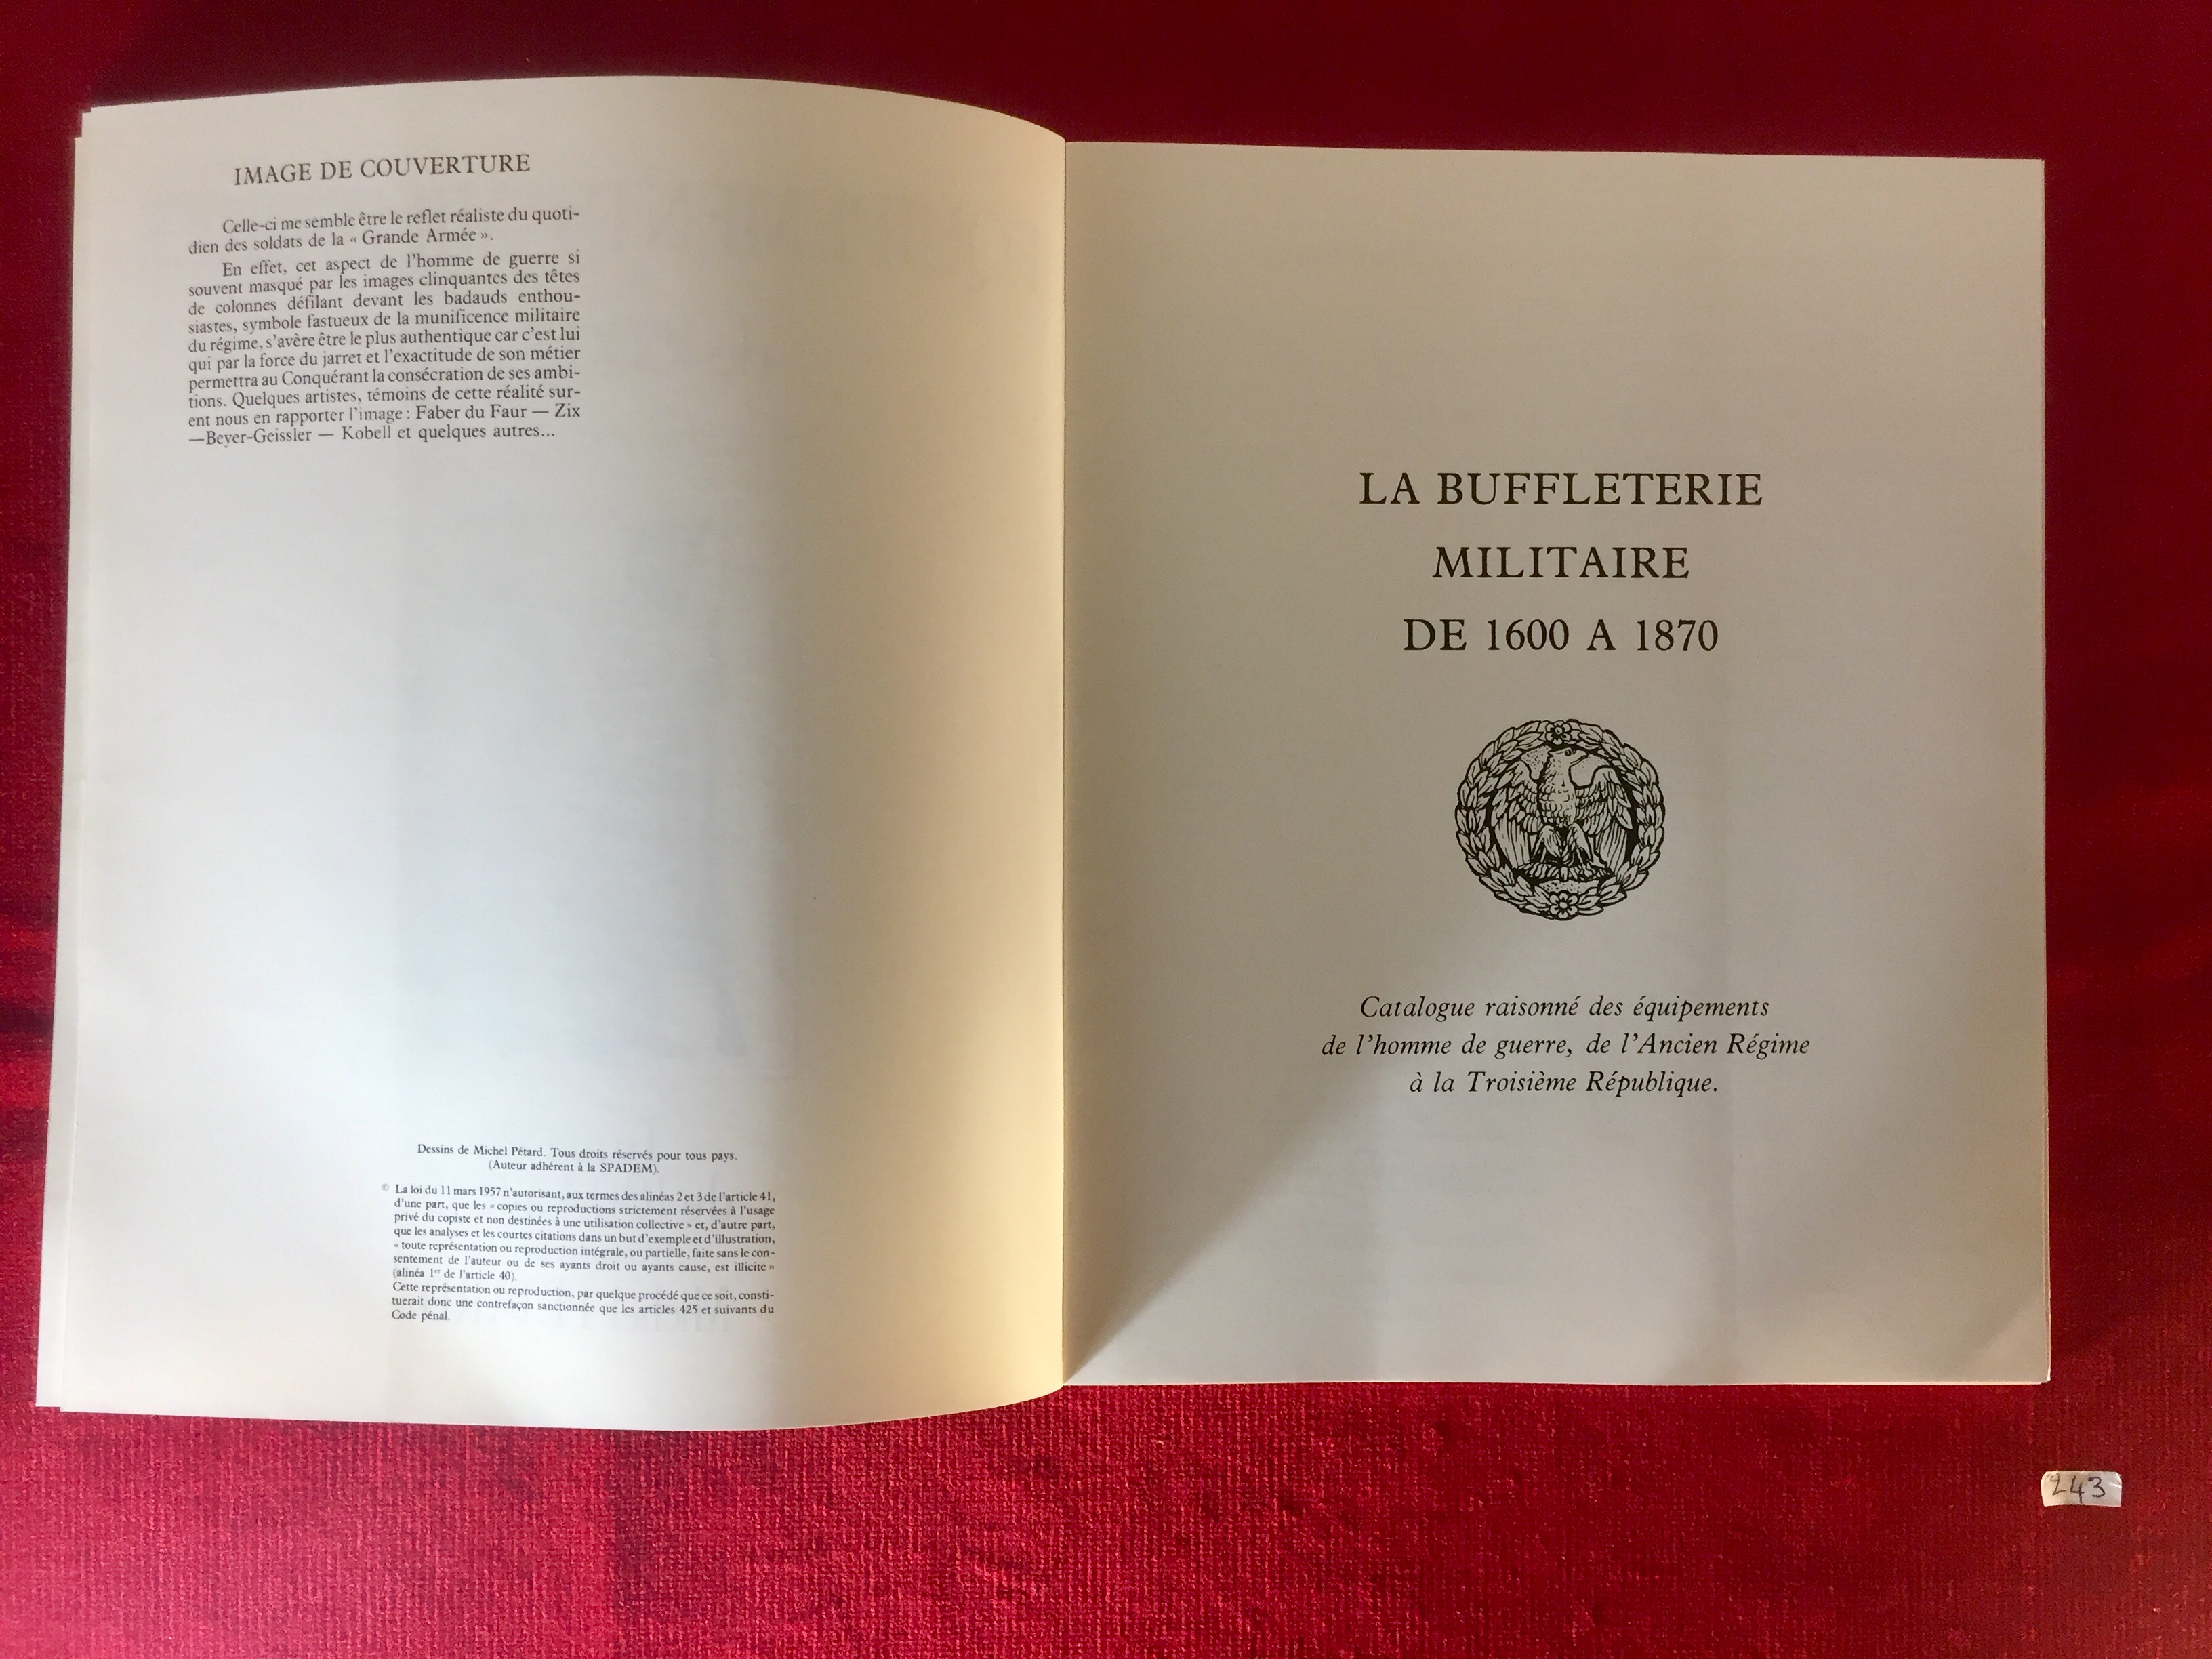 IMAGE DE COUVERTURE
Celle-ci me semble être le reflet réaliste du quoti-
dien des soldats de la « Grande Armée ».
En effet, cet aspect de l'homme de guerre si
souvent masqué par les images clinquantes des têtes
de colonnes défilant devant les badauds enthou-
siastes, symbole fastueux de la munificence militaire
du régime, s'avère être le plus authentique car c'est lui
qui par la force du jarret et l'exactitude de son métier
permettra au Conquérant la consécration de ses ambi-
tions. Quelques artistes, témoins de cette réalité sur-
ent nous en rapporter l'image : Faber du Faur — Zix
—Beyer-Geissler — Kobell et quelques autres...
Dessins de Michel Pétard. Tous droits réservés pour tous pays.
(Auteur adhérent à la SPADEM).
© La loi du 11 mars 1957 n'autorisant, aux termes des alinéas 2 et 3 de l'article 41,
d'une part, que les « copies ou reproductions strictement réservées à l'usage
privé du copiste et non destinées à une utilisation collective » et, d'autre part,
que les analyses et les courtes citations dans un but d'exemple et d'illustration,
« toute représentation ou reproduction intégrale, ou partielle, faite sans le con-
sentement de l'auteur ou de ses ayants droit ou ayants cause, est illicite »
(alinéa 1er de l'article 40).
Cette représentation ou reproduction, par quelque procédé que ce soit, consti-
tuerait donc une contrefaçon sanctionnée que les articles 425 et suivants du
Code pénal.
LA BUFFLETERIE
MILITAIRE
DE 1600 A 1870
Catalogue raisonné des équipements
de l'homme de guerre, de l'Ancien Régime
à la Troisième République.
243